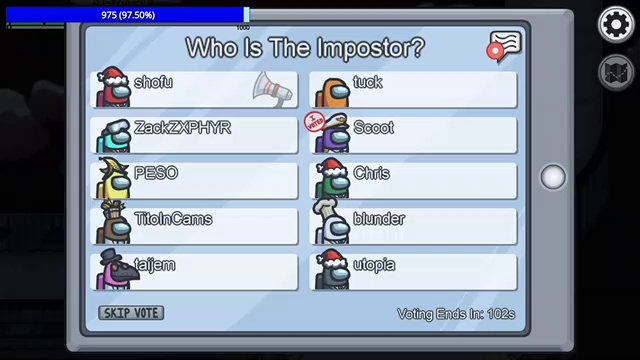 975 (97.50%)
1000
Who Is The Impostor?
shofu
tuck
ZackZXPHYR
I VOTED
Scoot
PESO
Chris
TitoInCams
blunder
taijem
utopia
SKIP VOTE
Voting Ends In: 102s